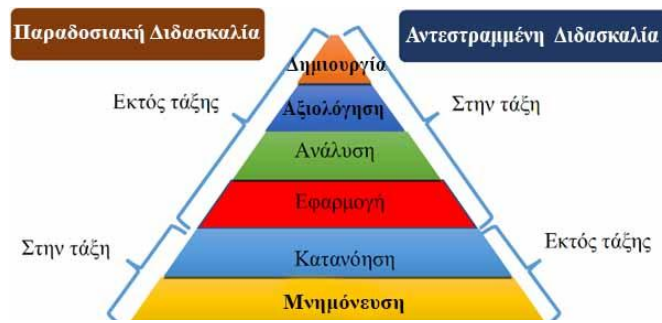 Παραδοσιακή Διδασκαλία
Αντεστραμμένη Διδασκαλία
Δημιουργία
Εκτός τάξης
Αξιολόγηση
Στην τάξη
Ανάλυση
Εφαρμογή
Στην τάξη
Κατανόηση
Εκτός τάξης
Μνημόνευση